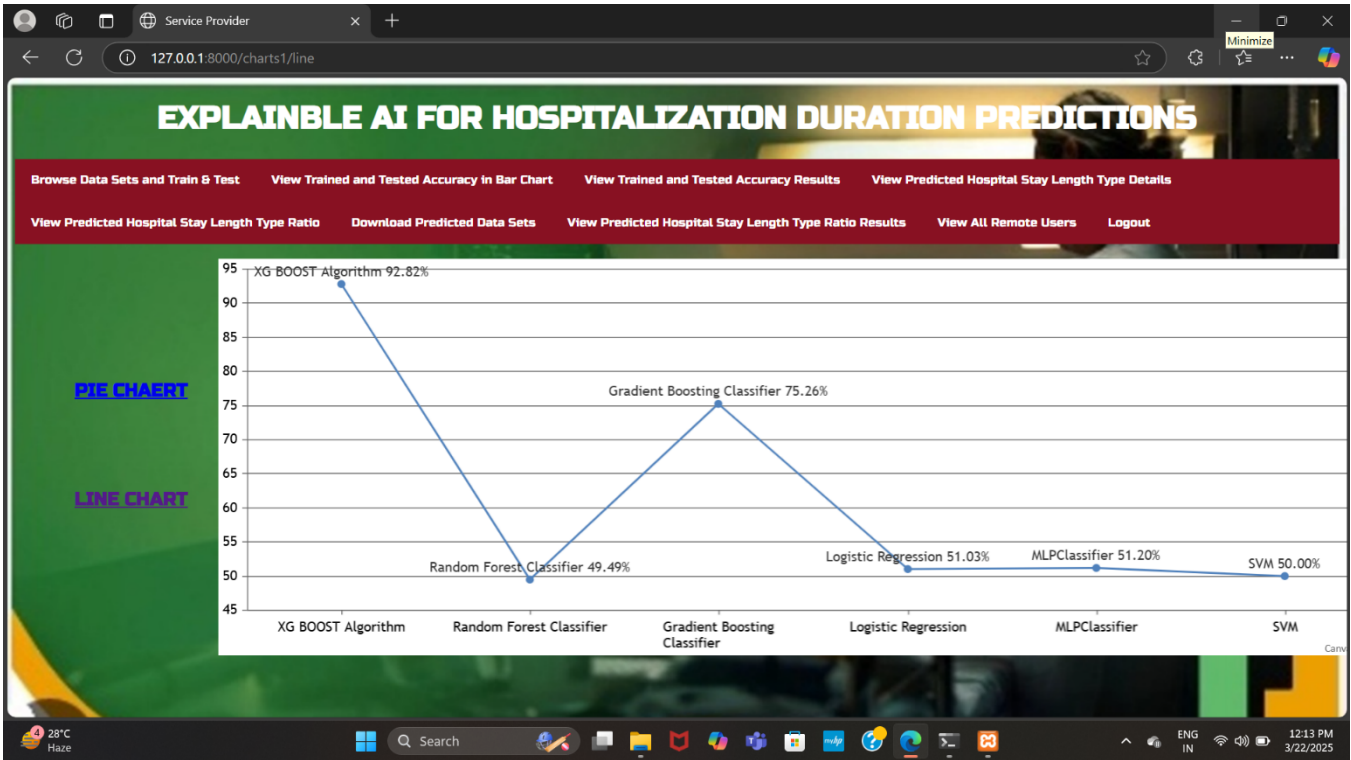 Service Provider
Minimize
127.0.0.1:8000/charts1/line
EXPLAINBLE AI FOR HOSPITALIZATION DURATION PREDICTIONS
Browse Data Sets and Train & Test View Trained and Tested Accuracy in Bar Chart View Trained and Tested Accuracy Results View Predicted Hospital Stay Length Type Details
View Predicted Hospital Stay Length Type Ratio Download Predicted Data Sets View Predicted Hospital Stay Length Type Ratio Results View All Remote Users Logout
PIE CHAERT
LINE CHART
95
90
85
80
75
70
65
60
55
50
45
XG BOOST Algorithm 92.82%
Gradient Boosting Classifier 75.26%
Random Forest Classifier 49.49%
Logistic Regression 51.03%
MLPClassifier 51.20%
SVM 50.00%
XG BOOST Algorithm
Random Forest Classifier
Gradient Boosting
Classifier
Logistic Regression
MLPClassifier
SVM
Canv
4
28°C
Haze
Search
myhp
ENG
IN
12:13 PM
3/22/2025